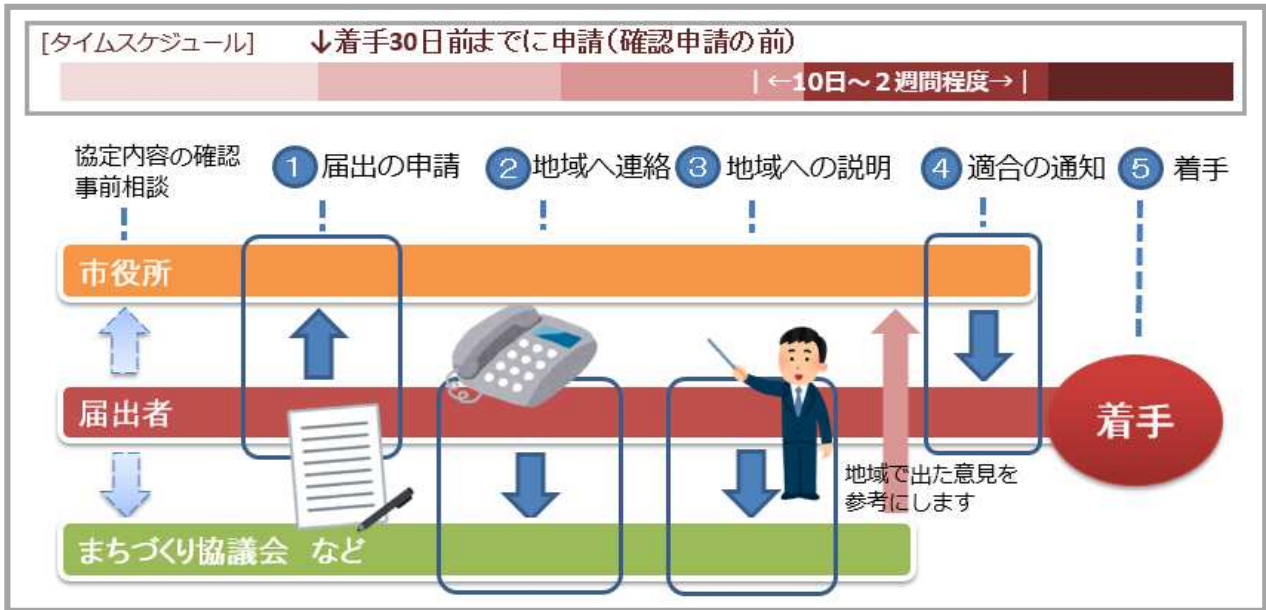 [タイムスケジュール] ↓着手30日前までに申請(確認申請の前)
|←10日～2週間程度→|
協定内容の確認
事前相談
① 届出の申請
② 地域へ連絡
③ 地域への説明
④ 適合の通知
⑤ 着手
市役所
届出者
着手
地域で出た意見を
参考にします
まちづくり協議会 など